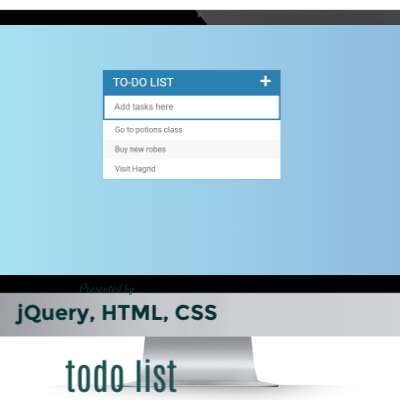 TO-DO LIST +
Add tasks here
Go to potions class
Buy new robes
Visit Hagrid
Presented by
jQuery, HTML, CSS
todo list